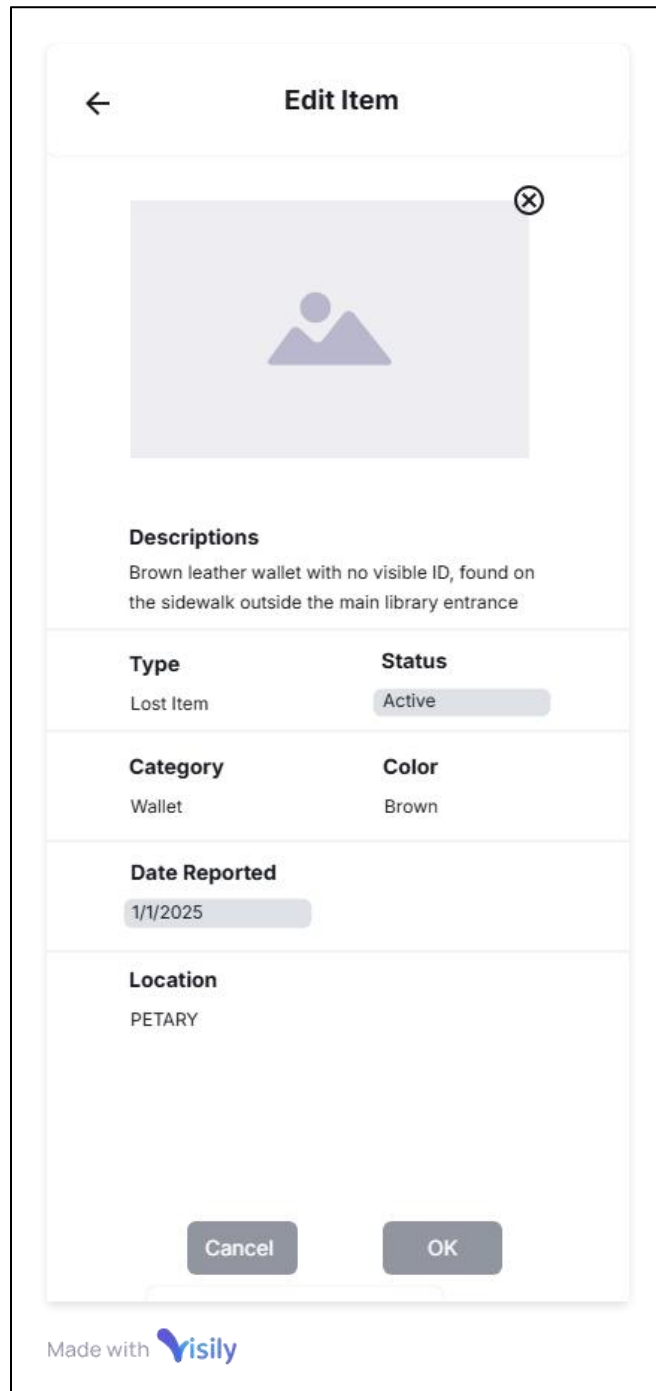 Edit Item
Descriptions
Brown leather wallet with no visible ID, found on
the sidewalk outside the main library entrance
Type
Status
Lost Item
Active
Category
Color
Wallet
Brown
Date Reported
1/1/2025
Location
PETARY
Cancel
OK
Made with Visily